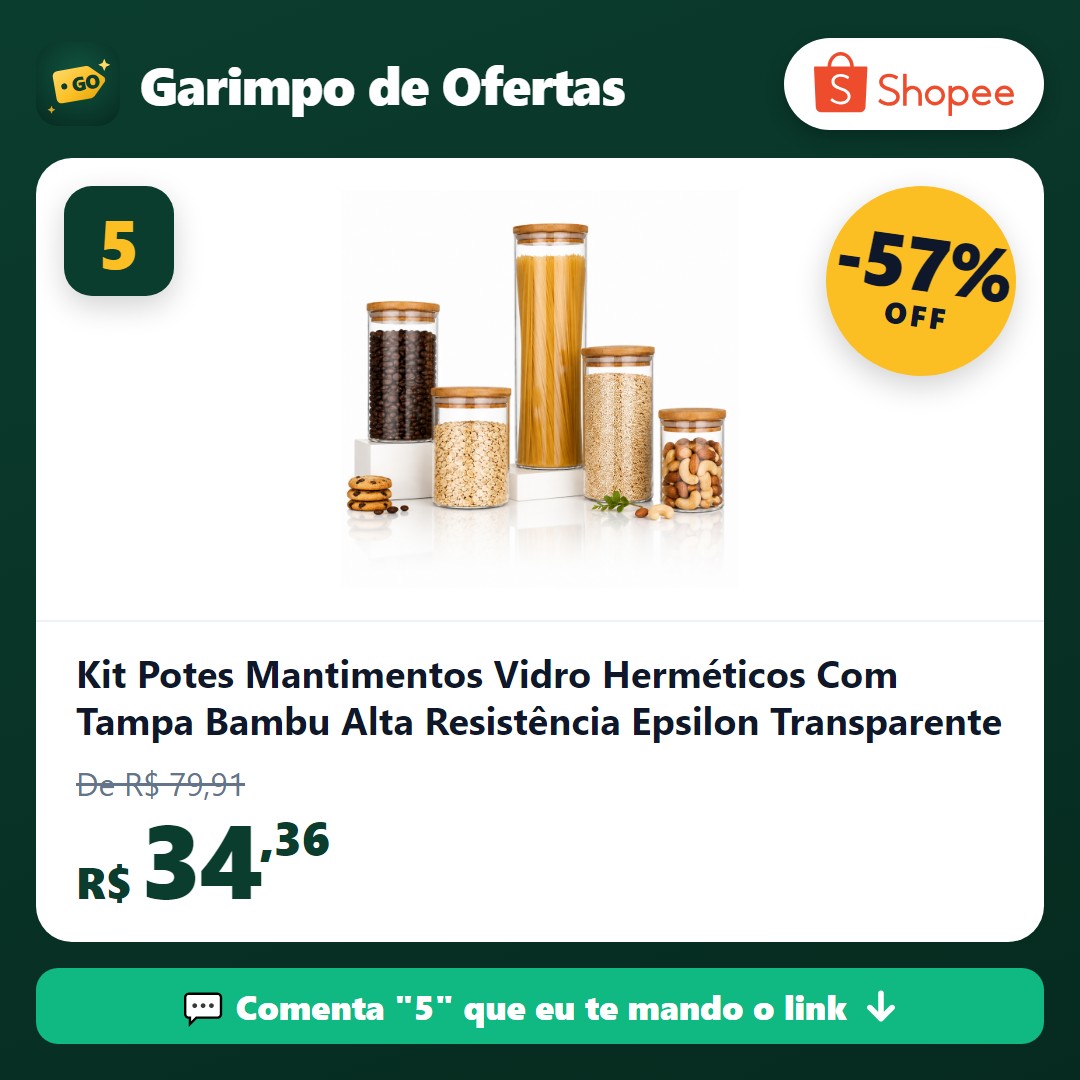 GO
Garimpo de Ofertas
S Shopee
5
-57%
OFF
Kit Potes Mantimentos Vidro Herméticos Com
Tampa Bambu Alta Resistência Epsilon Transparente
De R$ 79,91
R$ 34,36
Comenta "5" que eu te mando o link ↓